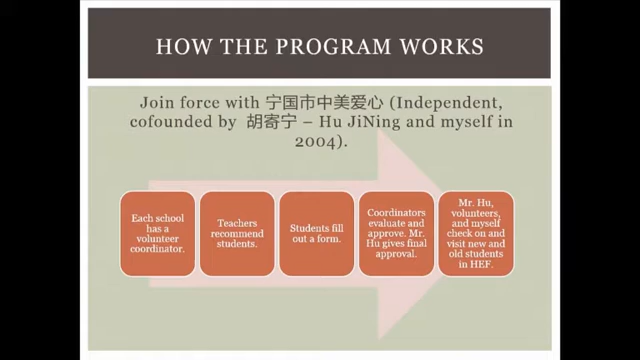 HOW THE PROGRAM WORKS
Join force with 宁国市中美爱心 (Independent,
cofounded by 胡寄宁 – Hu JiNing and myself in
2004).
Each school
has a
volunteer
coordinator.
Teachers
recommend
students.
Students fill
out a form.
Coordinators
evaluate and
approve. Mr.
Hu gives final
approval.
Mr. Hu,
volunteers,
and myself
check on and
visit new and
old students
in HEF.